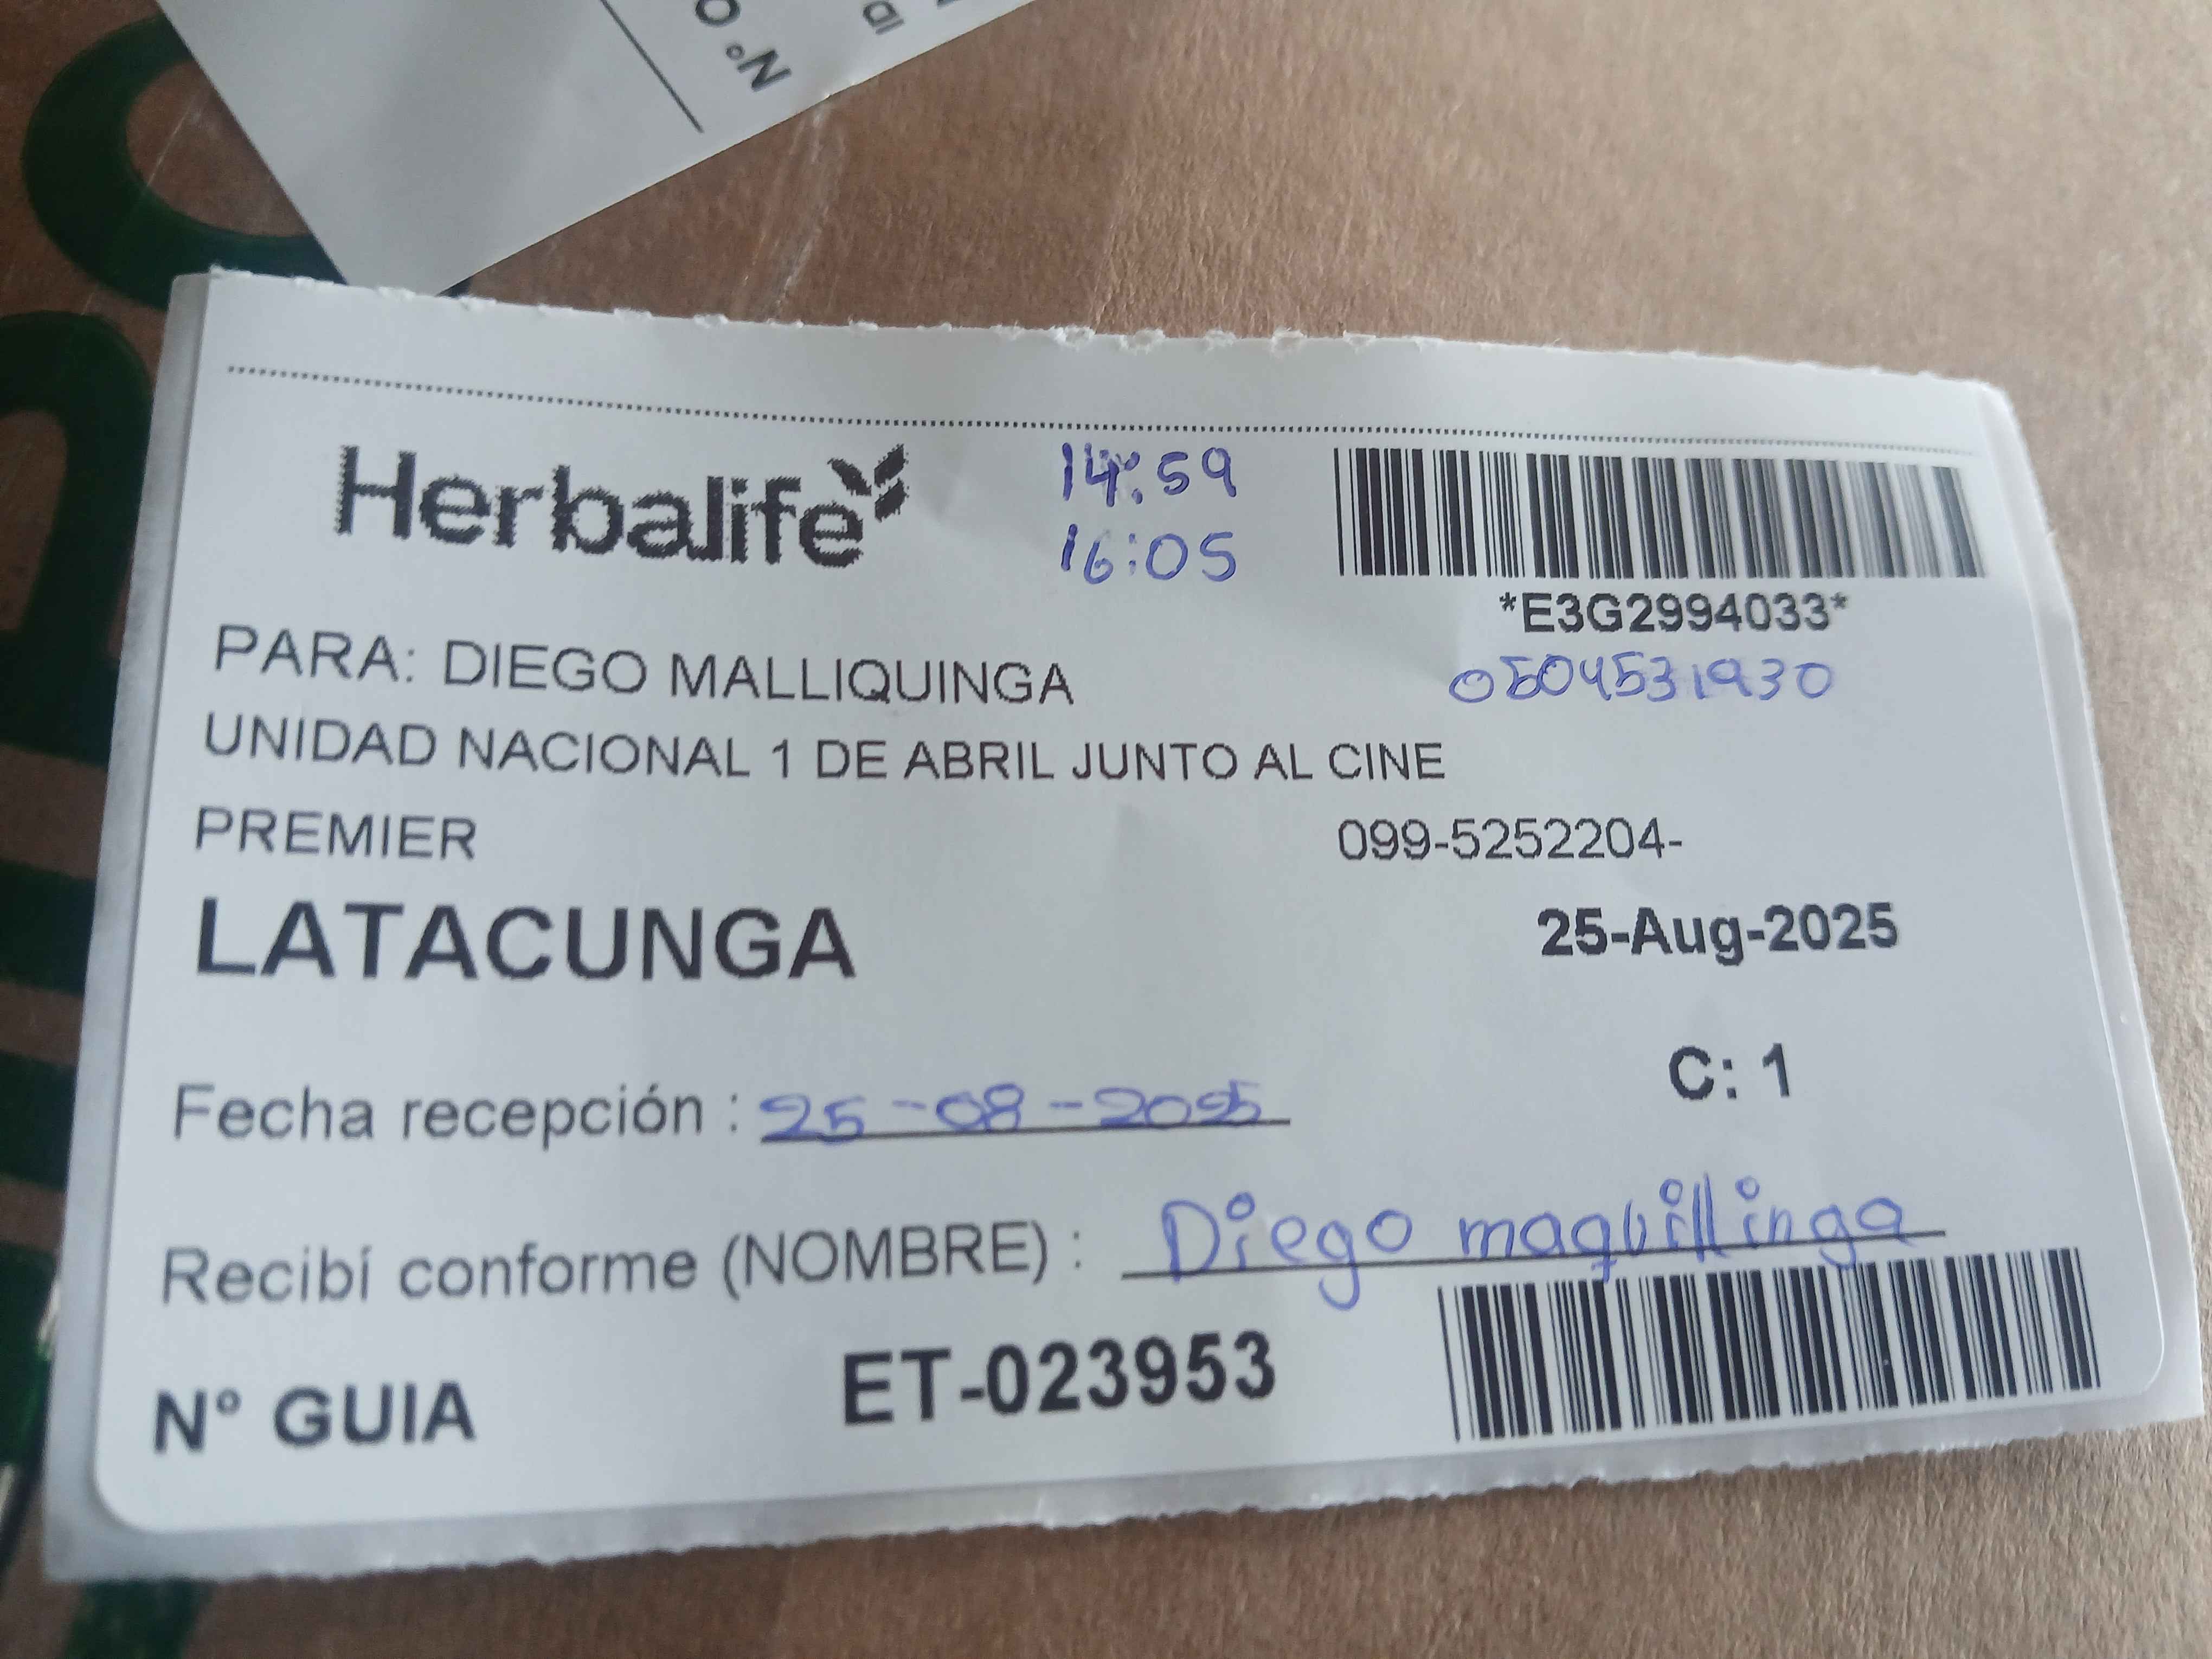 N° G
Herbalife
14:59
16:05
*E3G2994033*
0504531930
PARA: DIEGO MALLIQUINGA
UNIDAD NACIONAL 1 DE ABRIL JUNTO AL CINE
PREMIER
099-5252204-
LATACUNGA
25-Aug-2025
C: 1
Fecha recepción : 25-08-2025
Recibí conforme (NOMBRE) : Diego maquillinga
N° GUIA
ET-023953